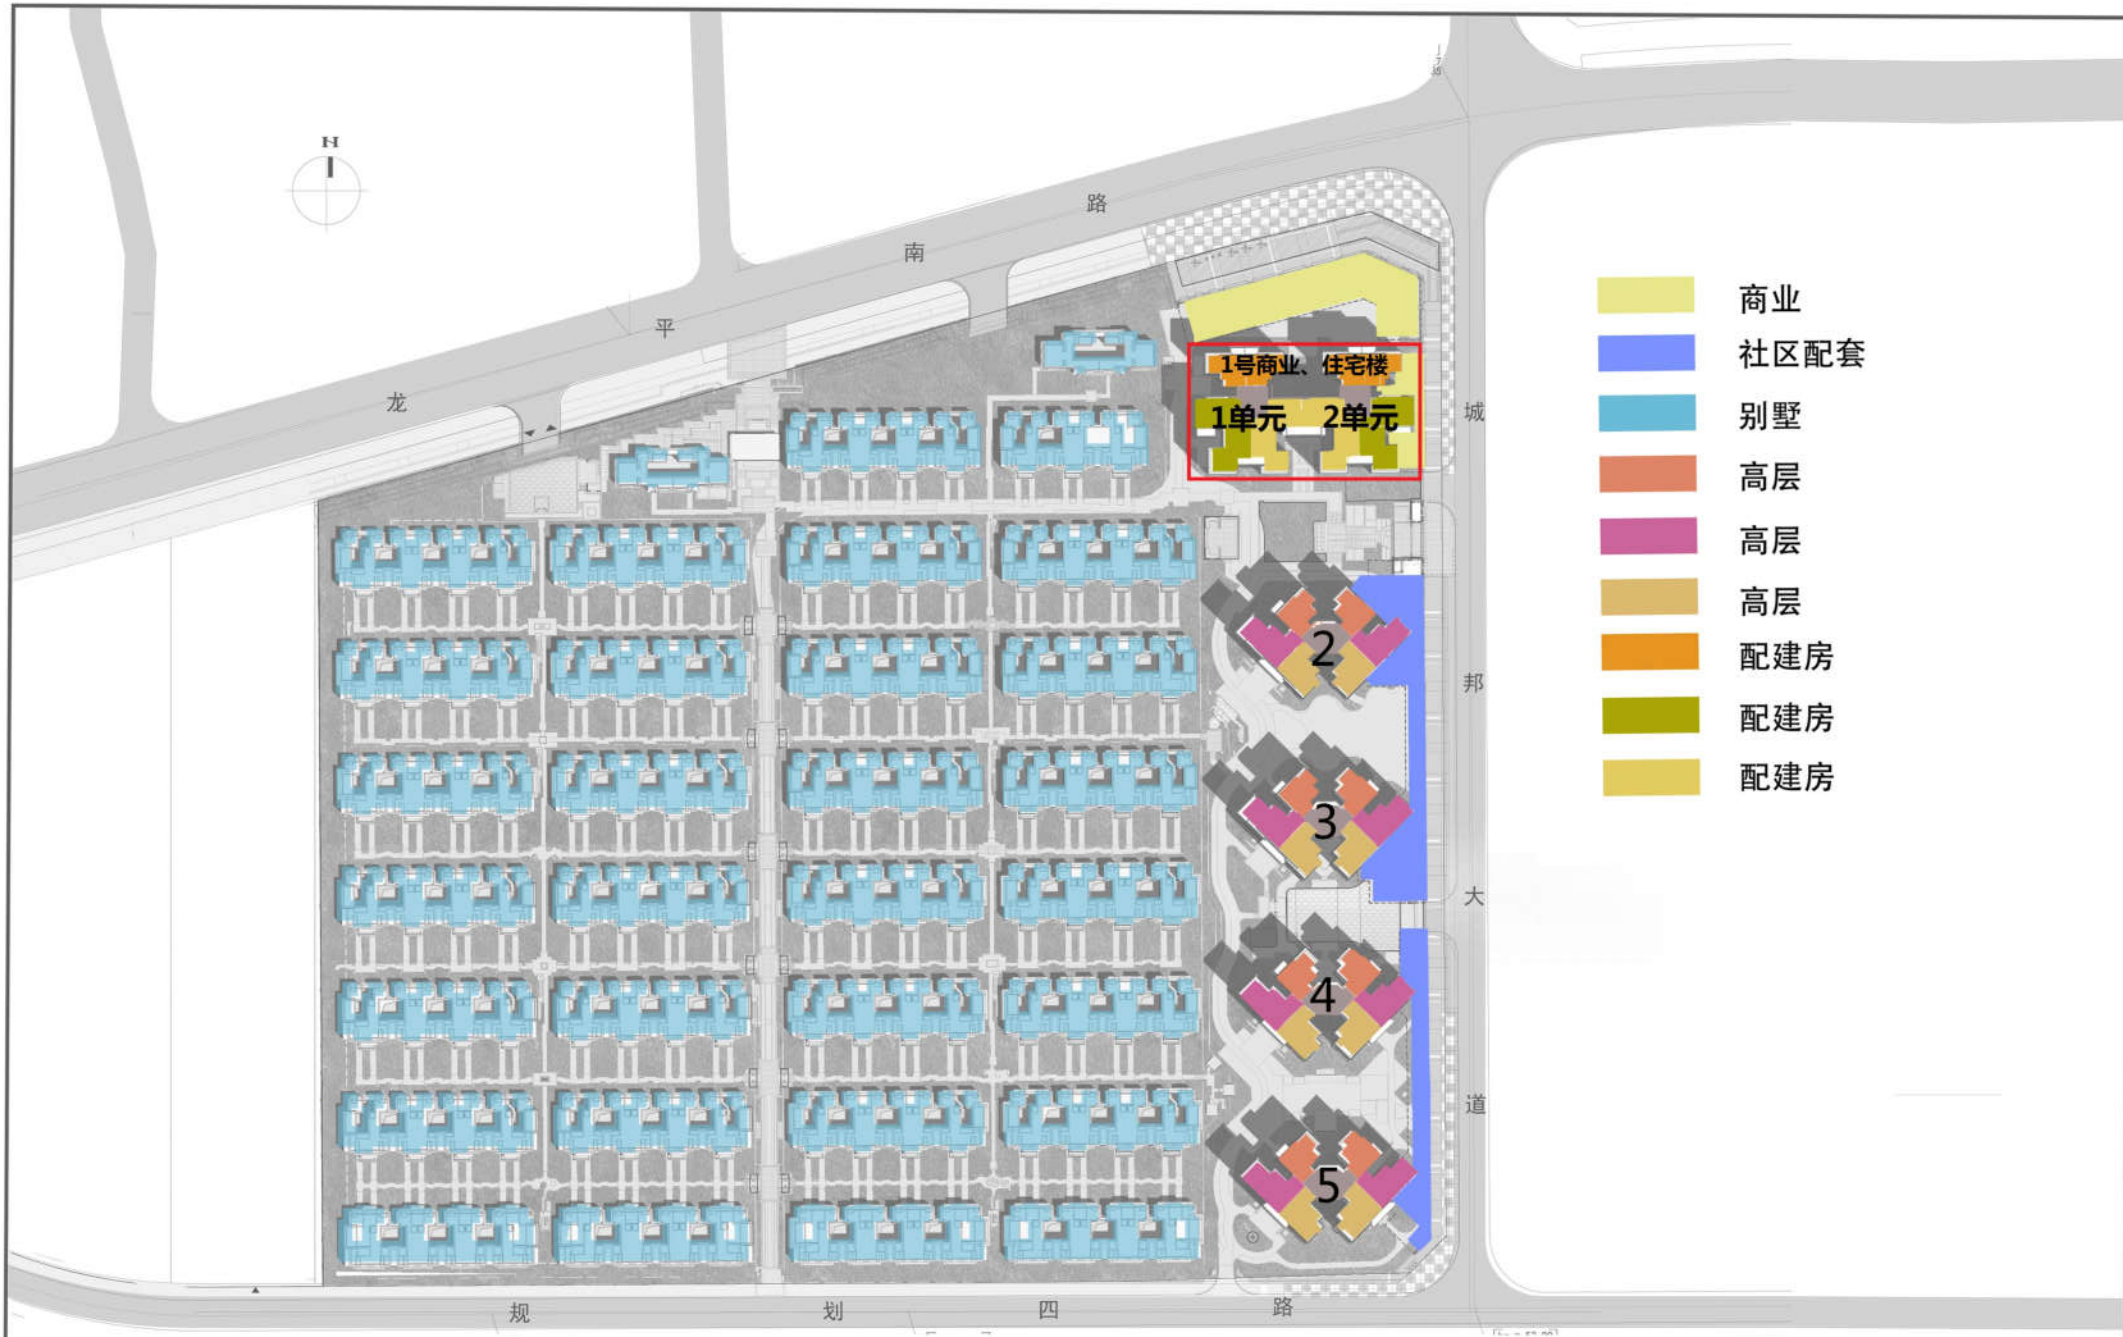 N
龙 平 南 路
1号商业、住宅楼
1单元 2单元
2
3
4
5
城 邦 大 道
规 划 四 路
商业
社区配套
别墅
高层
高层
高层
配建房
配建房
配建房